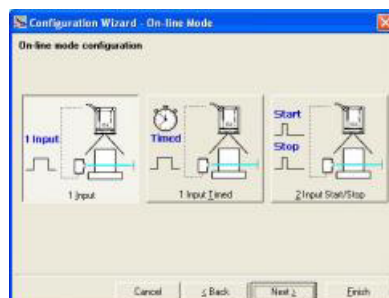 Configuration Wizard - On-line Mode
On-line mode configuration
1 Input
1 Input
Timed
1 Input Timed
Start
Stop
2 Input Start/Stop
Cancel
< Back
Next >
Finish